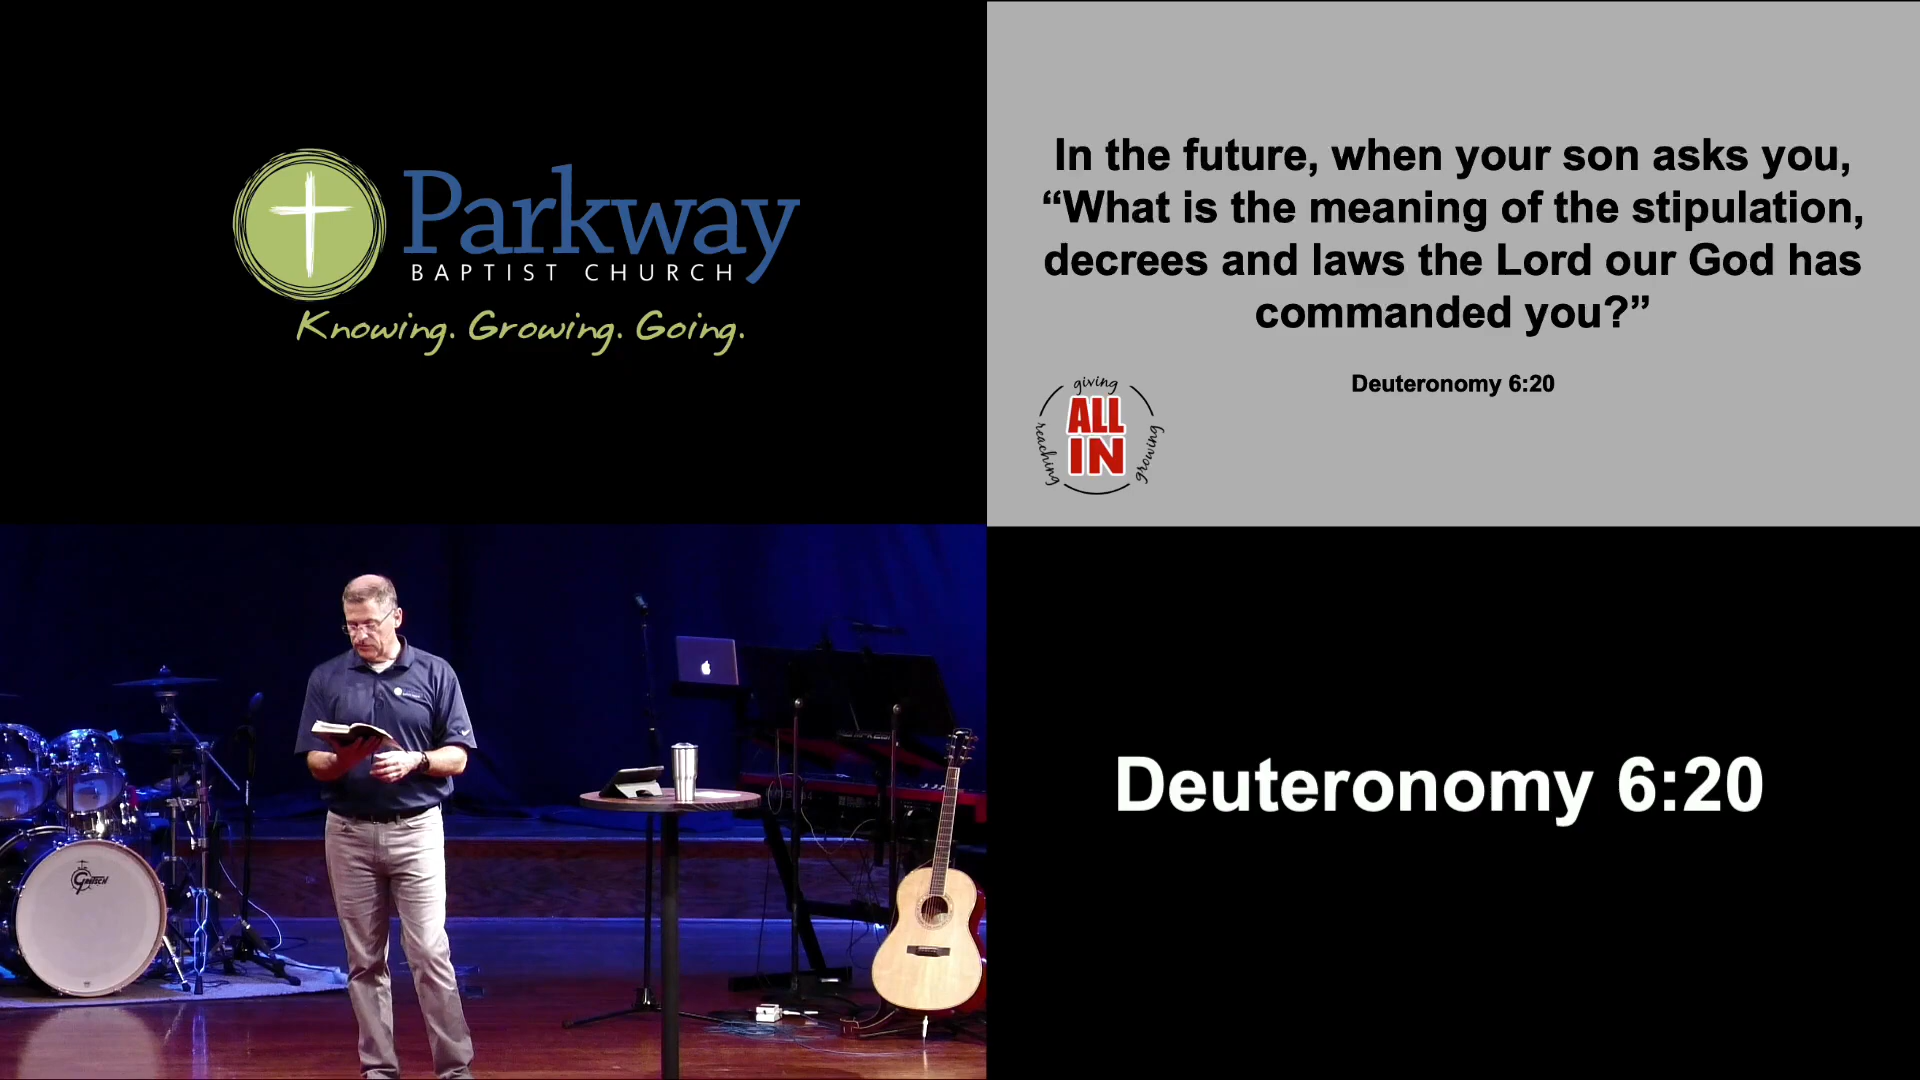 Parkway
BAPTIST CHURCH
Knowing. Growing. Going.
In the future, when your son asks you,
“What is the meaning of the stipulation,
decrees and laws the Lord our God has
commanded you?”
Deuteronomy 6:20
giving
ALL
IN
reaching
growing
Gretsch
Deuteronomy 6:20